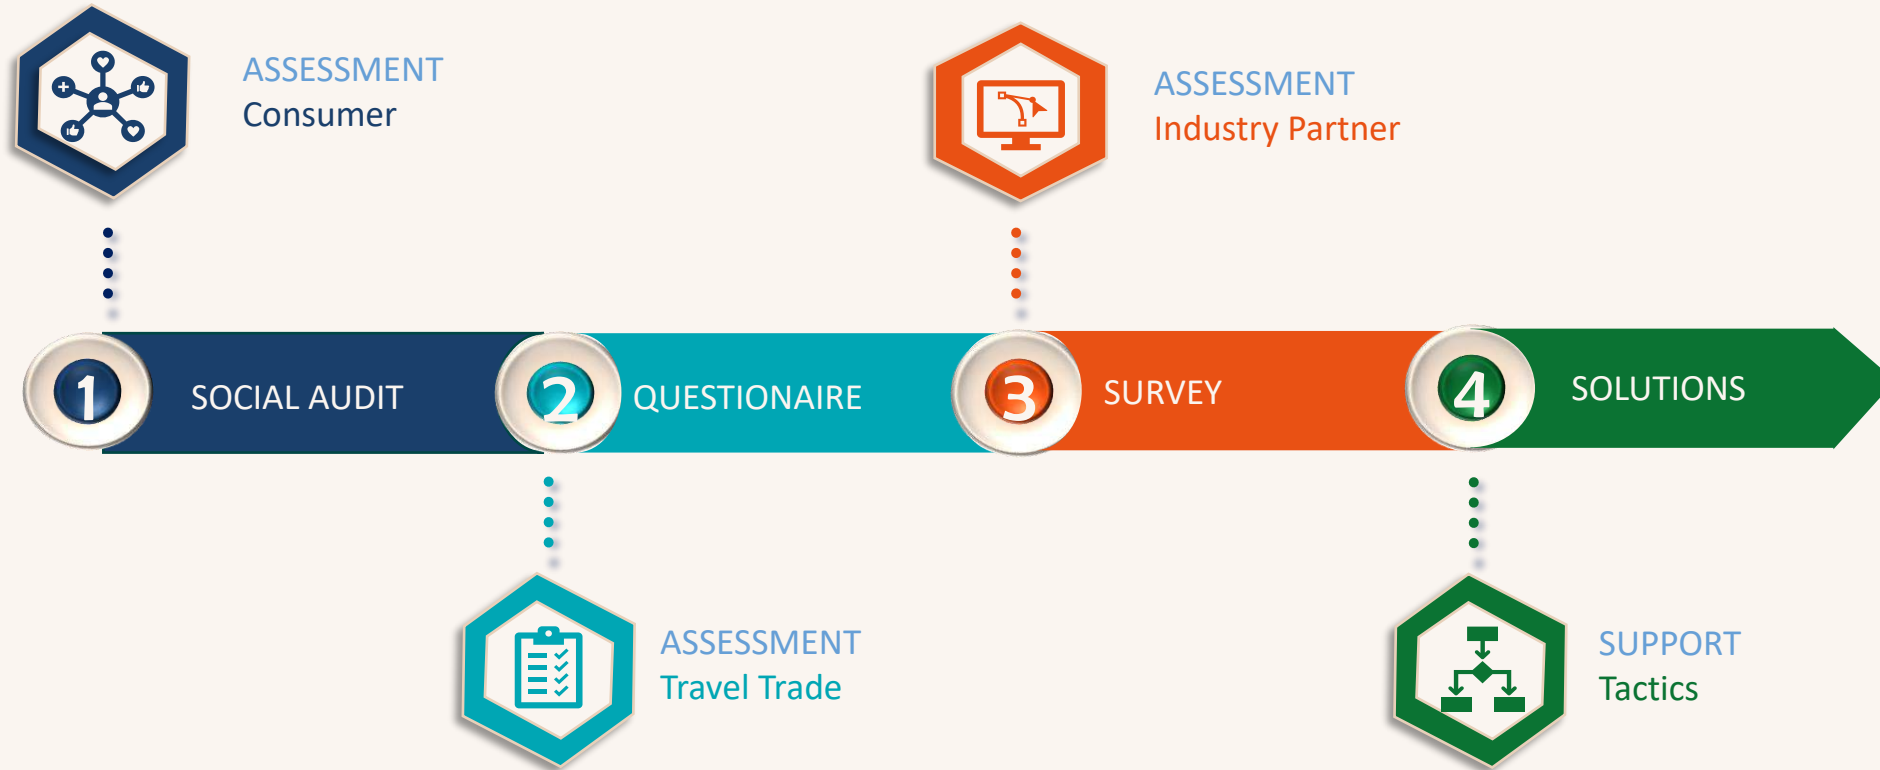 ASSESSMENT
Consumer
ASSESSMENT
Industry Partner
1
SOCIAL AUDIT
2
QUESTIONAIRE
3
SURVEY
4
SOLUTIONS
ASSESSMENT
Travel Trade
SUPPORT
Tactics